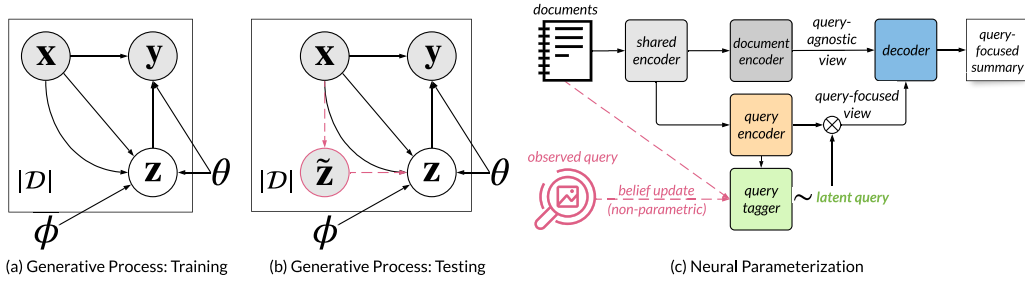 x
y
z
|D|
θ
ϕ
(a) Generative Process: Training
x
y
z̃
z
|D|
θ
ϕ
(b) Generative Process: Testing
documents
shared
encoder
document
encoder
query-
agnostic
view
decoder
query-
focused
summary
query
encoder
query-focused
view
⊗
observed query
belief update
(non-parametric)
query
tagger
~ latent query
(c) Neural Parameterization